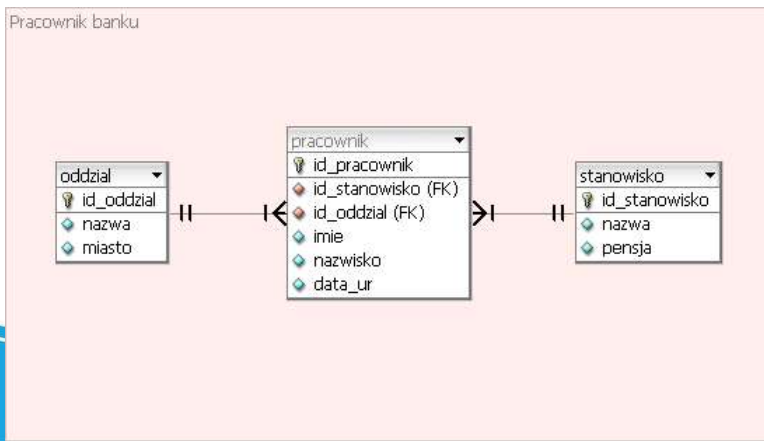 Pracownik banku
oddzial
id_oddzial
nazwa
miasto
pracownik
id_pracownik
id_stanowisko (FK)
id_oddzial (FK)
imie
nazwisko
data_ur
stanowisko
id_stanowisko
nazwa
pensja